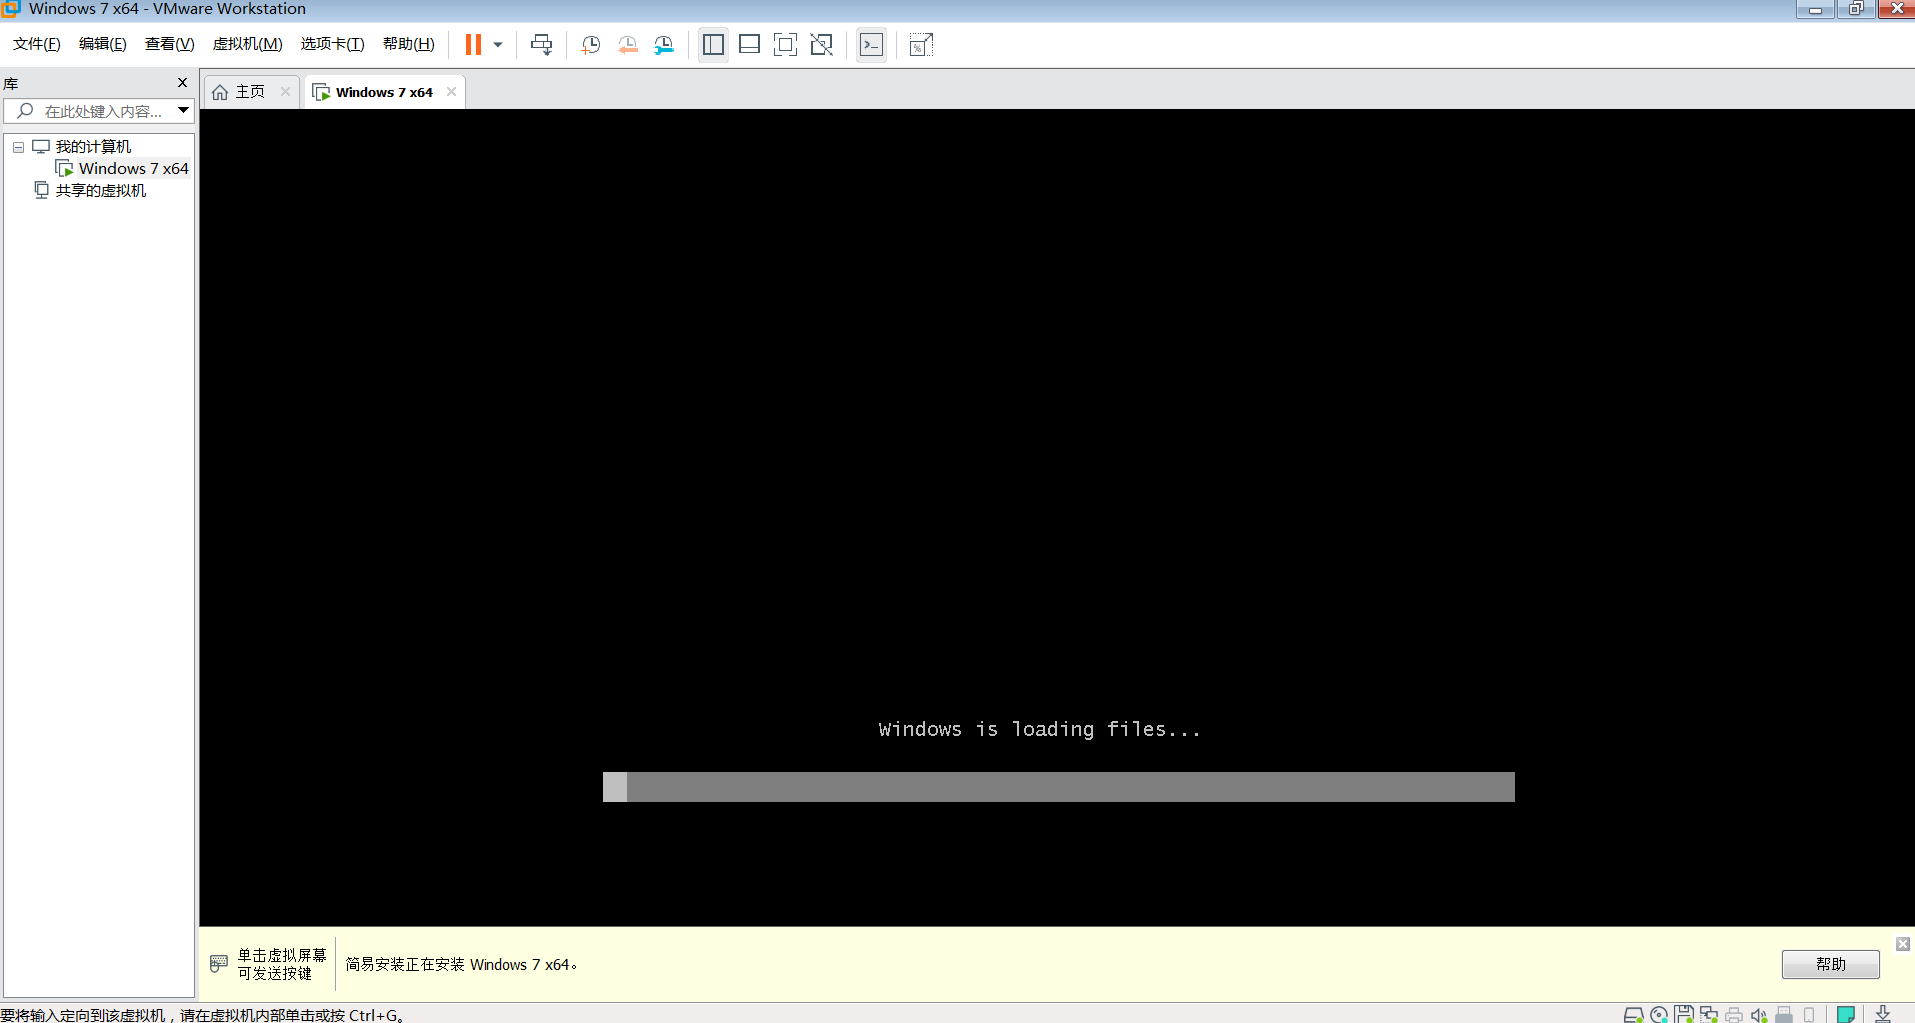 Windows 7 x64 - VMware Workstation
文件(F) 编辑(E) 查看(V) 虚拟机(M) 选项卡(T) 帮助(H)
库
主页
Windows 7 x64
在此处键入内容...
我的计算机
Windows 7 x64
共享的虚拟机
Windows is loading files...
单击虚拟屏幕
可发送按键
简易安装正在安装 Windows 7 x64。
帮助
要将输入定向到该虚拟机，请在虚拟机内部单击或按 Ctrl+G。